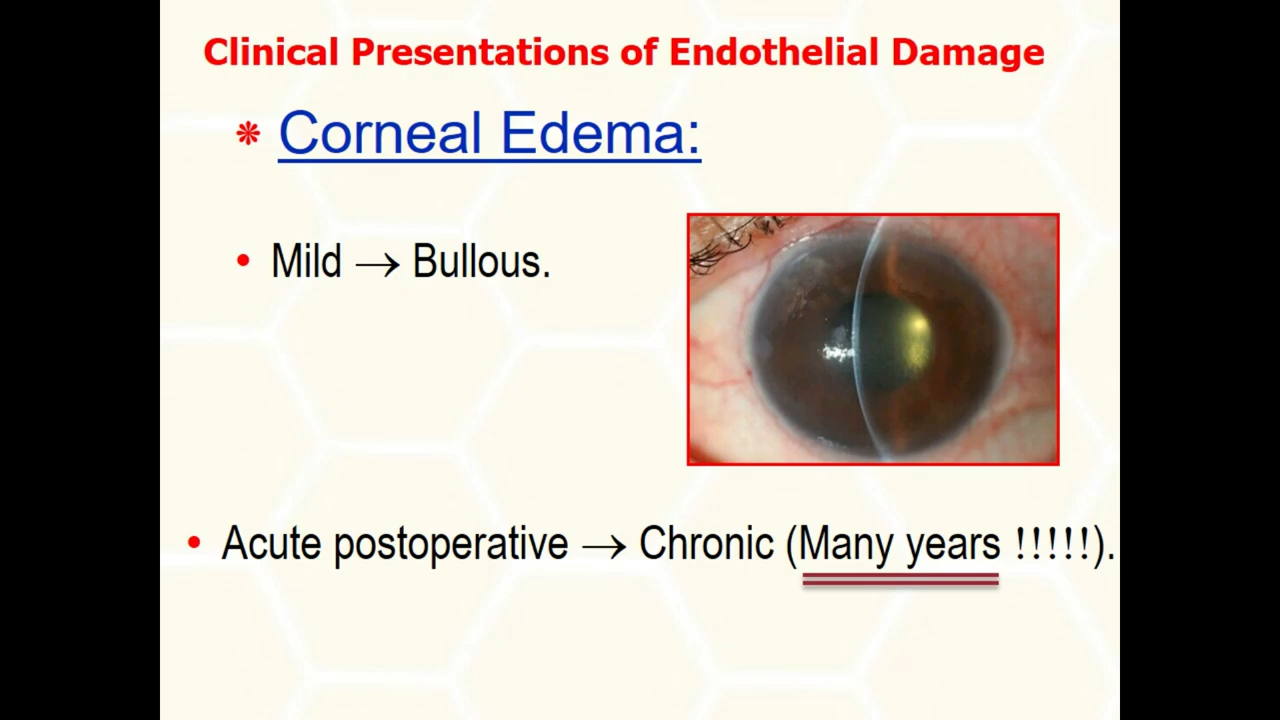 Clinical Presentations of Endothelial Damage
❋ Corneal Edema:
• Mild → Bullous.
• Acute postoperative → Chronic (Many years !!!!!).